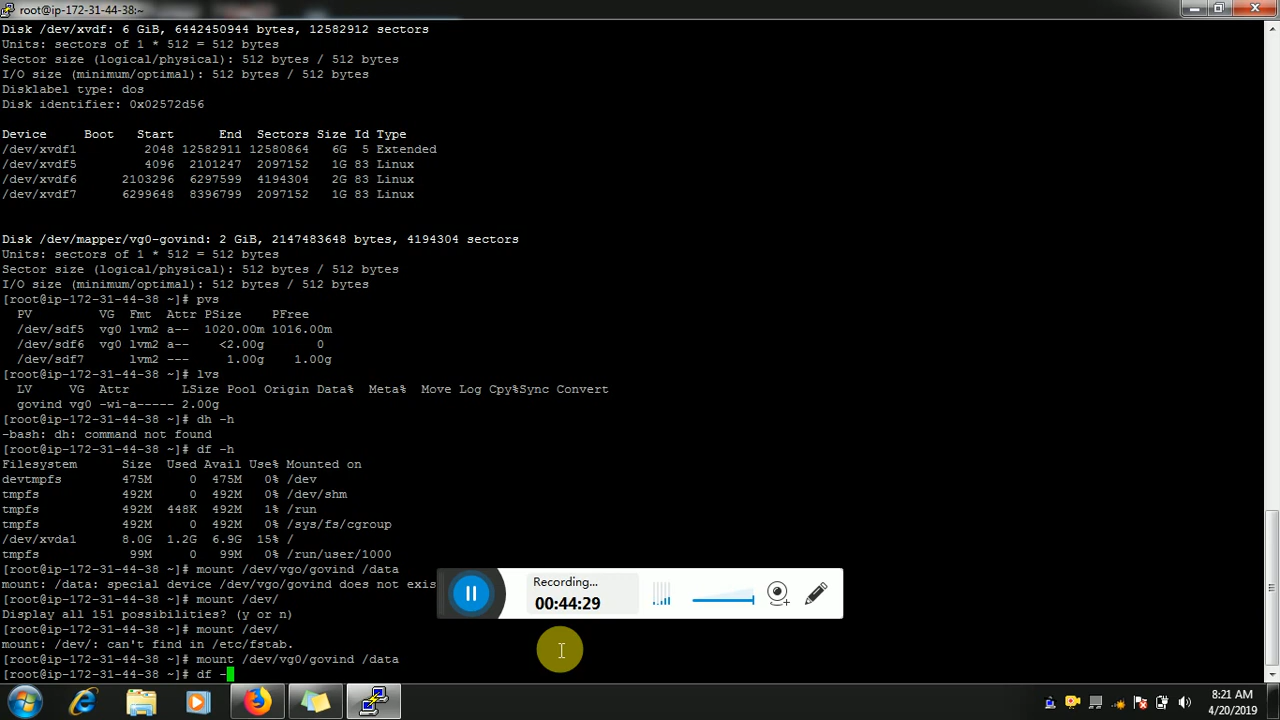 root@ip-172-31-44-38:~
Disk /dev/xvdf: 6 GiB, 6442450944 bytes, 12582912 sectors
Units: sectors of 1 * 512 = 512 bytes
Sector size (logical/physical): 512 bytes / 512 bytes
I/O size (minimum/optimal): 512 bytes / 512 bytes
Disklabel type: dos
Disk identifier: 0x02572d56
Device     Boot   Start      End  Sectors Size Id Type
/dev/xvdf1         2048 12582911 12580864   6G  5 Extended
/dev/xvdf5         4096  2101247  2097152   1G 83 Linux
/dev/xvdf6      2103296  6297599  4194304   2G 83 Linux
/dev/xvdf7      6299648  8396799  2097152   1G 83 Linux
Disk /dev/mapper/vg0-govind: 2 GiB, 2147483648 bytes, 4194304 sectors
Units: sectors of 1 * 512 = 512 bytes
Sector size (logical/physical): 512 bytes / 512 bytes
I/O size (minimum/optimal): 512 bytes / 512 bytes
[root@ip-172-31-44-38 ~]# pvs
  PV         VG  Fmt  Attr PSize    PFree
  /dev/sdf5  vg0 lvm2 a--  1020.00m 1016.00m
  /dev/sdf6  vg0 lvm2 a--    <2.00g       0
  /dev/sdf7      lvm2 ---     1.00g    1.00g
[root@ip-172-31-44-38 ~]# lvs
  LV     VG  Attr       LSize Pool Origin Data%  Meta%  Move Log Cpy%Sync Convert
  govind vg0 -wi-a----- 2.00g
[root@ip-172-31-44-38 ~]# dh -h
-bash: dh: command not found
[root@ip-172-31-44-38 ~]# df -h
Filesystem      Size  Used Avail Use% Mounted on
devtmpfs        475M     0  475M   0% /dev
tmpfs           492M     0  492M   0% /dev/shm
tmpfs           492M  448K  492M   1% /run
tmpfs           492M     0  492M   0% /sys/fs/cgroup
/dev/xvda1      8.0G  1.2G  6.9G  15% /
tmpfs            99M     0   99M   0% /run/user/1000
[root@ip-172-31-44-38 ~]# mount /dev/vgo/govind /data
mount: /data: special device /dev/vgo/govind does not exis
[root@ip-172-31-44-38 ~]# mount /dev/
Display all 151 possibilities? (y or n)
[root@ip-172-31-44-38 ~]# mount /dev/
mount: /dev/: can't find in /etc/fstab.
[root@ip-172-31-44-38 ~]# mount /dev/vg0/govind /data
[root@ip-172-31-44-38 ~]# df -
Recording...
00:44:29
8:21 AM
4/20/2019